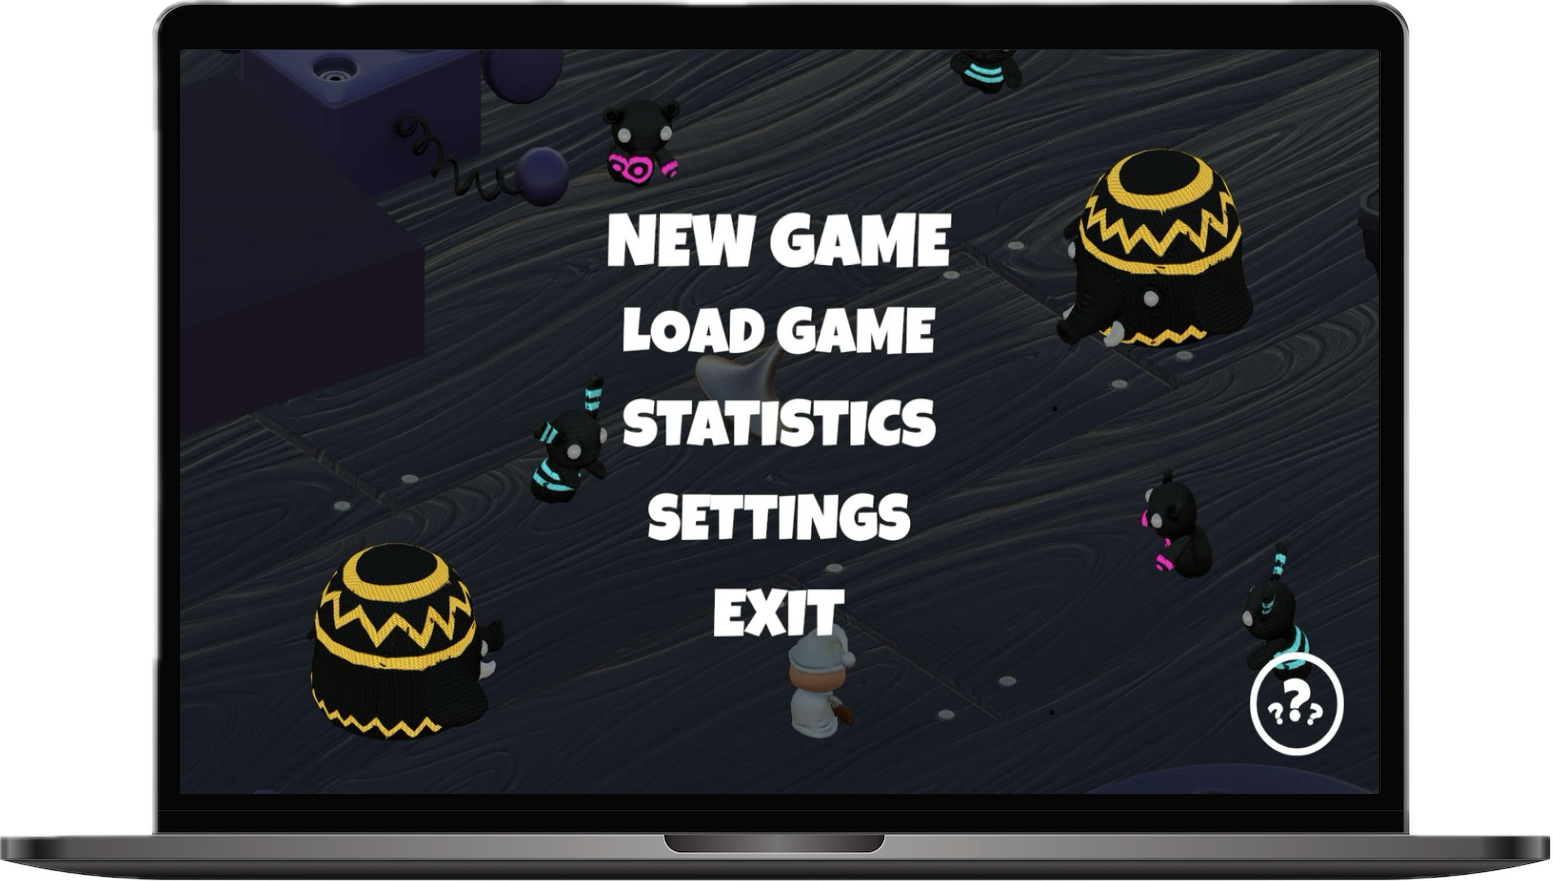 NEW GAME
LOAD GAME
STATISTICS
SETTINGS
EXIT
???